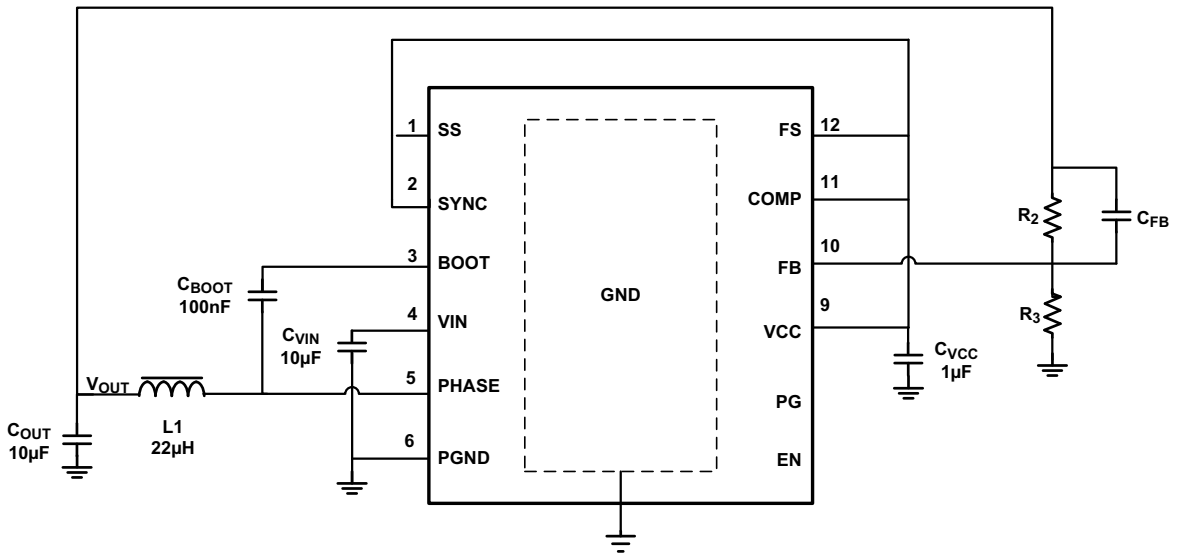 1
SS
2
SYNC
3
BOOT
4
VIN
5
PHASE
6
PGND
GND
FS
12
COMP
11
FB
10
VCC
9
PG
EN
CBOOT
100nF
CVIN
10µF
VOUT
L1
22µH
COUT
10µF
R2
CFB
R3
CVCC
1µF